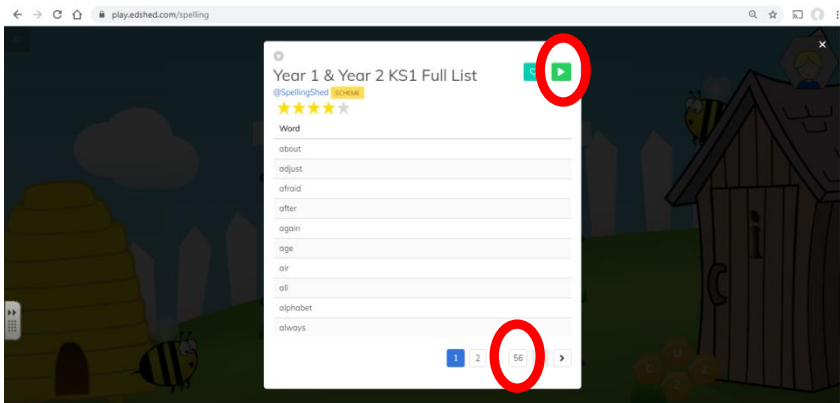 play.edshed.com/spelling
Year 1 & Year 2 KS1 Full List
@SpellingShed SCHEME
Word
about
adjust
afraid
after
again
age
air
all
alphabet
always
1 2 56